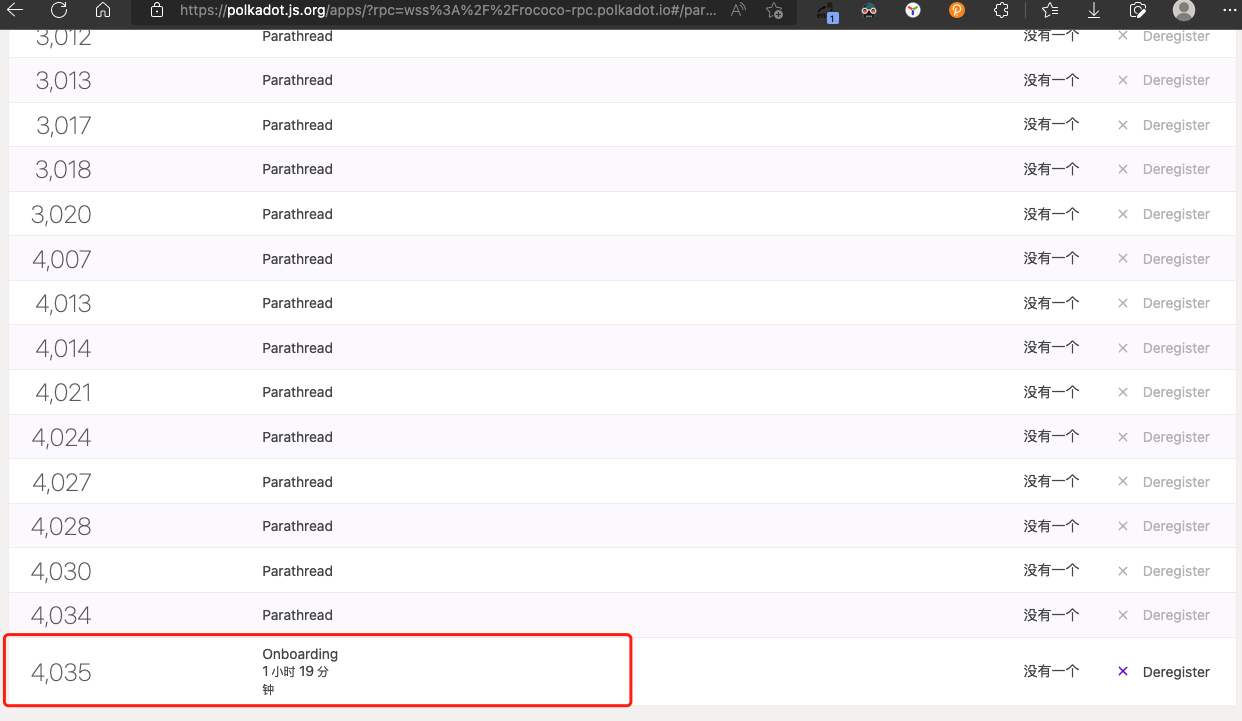 https://polkadot.js.org/apps/?rpc=wss%3A%2F%2Frococo-rpc.polkadot.io#/par... A 1
3,012 Parathread 没有一个 × Deregister
3,013 Parathread 没有一个 × Deregister
3,017 Parathread 没有一个 × Deregister
3,018 Parathread 没有一个 × Deregister
3,020 Parathread 没有一个 × Deregister
4,007 Parathread 没有一个 × Deregister
4,013 Parathread 没有一个 × Deregister
4,014 Parathread 没有一个 × Deregister
4,021 Parathread 没有一个 × Deregister
4,024 Parathread 没有一个 × Deregister
4,027 Parathread 没有一个 × Deregister
4,028 Parathread 没有一个 × Deregister
4,030 Parathread 没有一个 × Deregister
4,034 Parathread 没有一个 × Deregister
Onboarding
4,035 1 小时 19 分 没有一个 × Deregister
钟